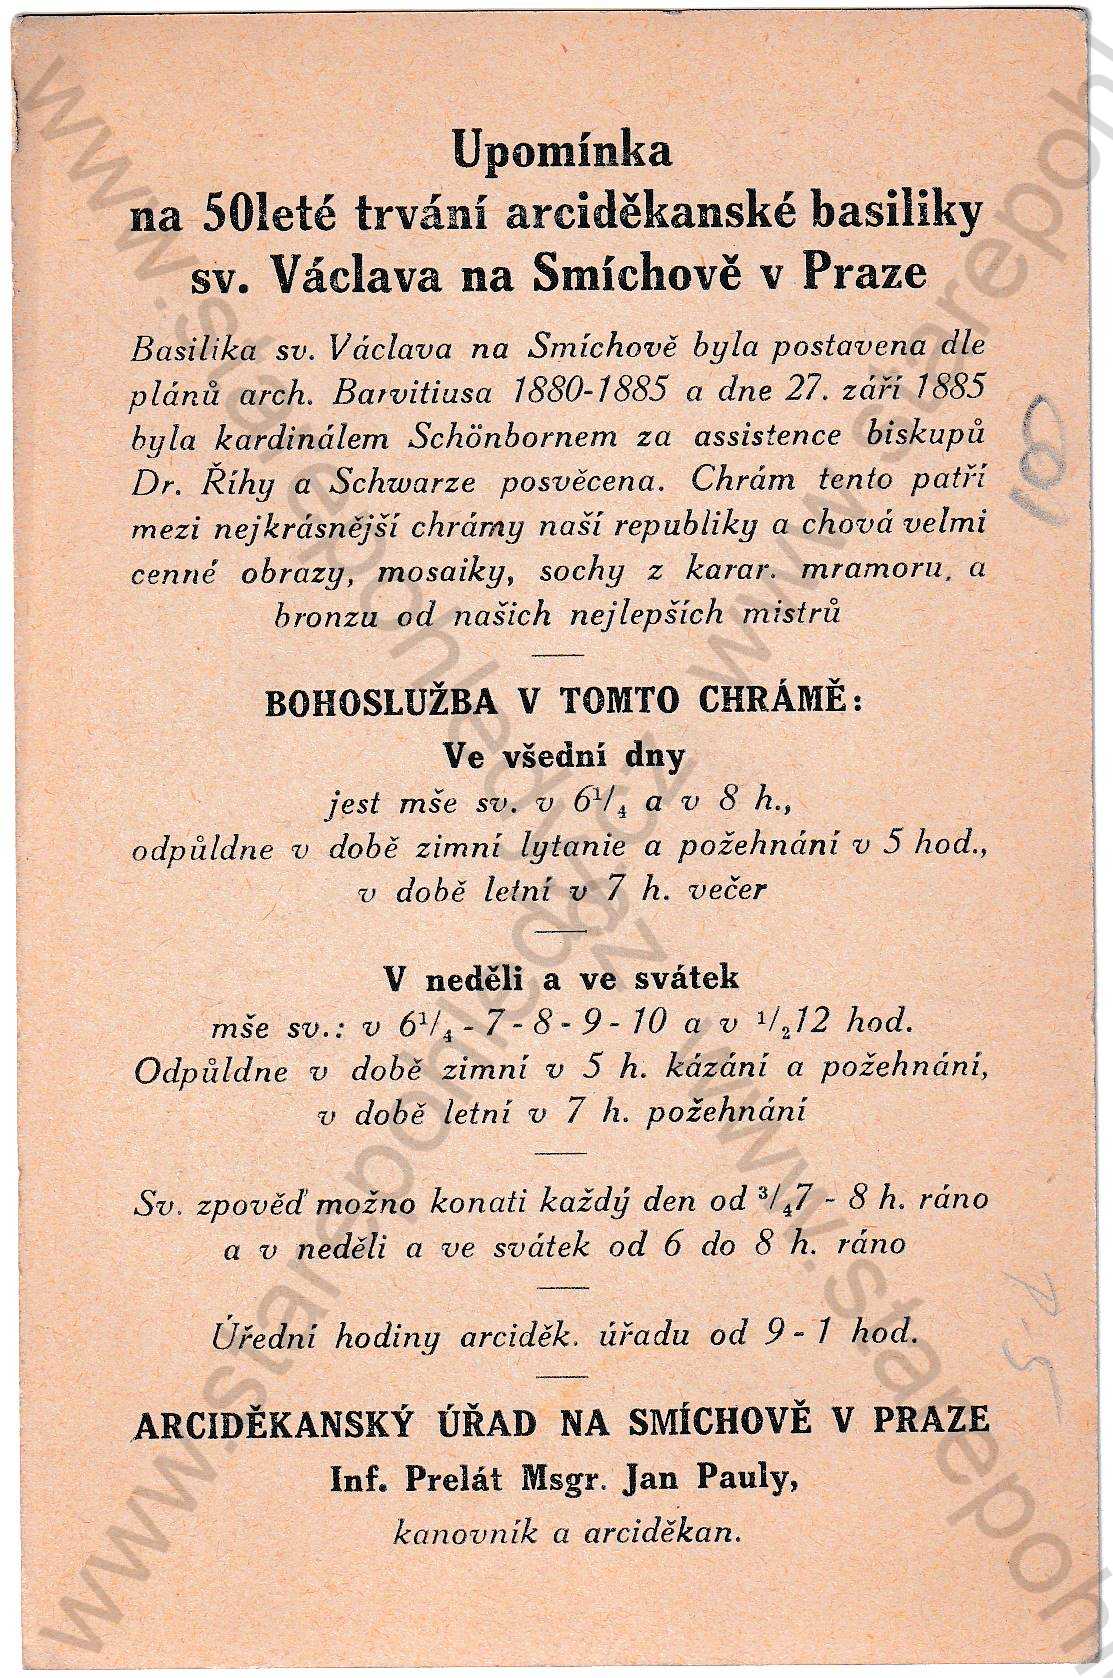 Upomínka
na 50leté trvání arciděkanské basiliky
sv. Václava na Smíchově v Praze
Basilika sv. Václava na Smíchově byla postavena dle
plánů arch. Barvitiusa 1880-1885 a dne 27. září 1885
byla kardinálem Schönbornem za assistence biskupů
Dr. Říhy a Schwarze posvěcena. Chrám tento patří
mezi nejkrásnější chrámy naší republiky a chová velmi
cenné obrazy, mosaiky, sochy z karar. mramoru, a
bronzu od našich nejlepších mistrů
BOHOSLUŽBA V TOMTO CHRÁMĚ:
Ve všední dny
jest mše sv. v 6¹/₄ a v 8 h.,
odpůldne v době zimní lytanie a požehnání v 5 hod.,
v době letní v 7 h. večer
V neděli a ve svátek
mše sv.: v 6¹/₄ - 7 - 8 - 9 - 10 a v ¹/₂12 hod.
Odpůldne v době zimní v 5 h. kázání a požehnání,
v době letní v 7 h. požehnání
Sv. zpověď možno konati každý den od ³/₄7 - 8 h. ráno
a v neděli a ve svátek od 6 do 8 h. ráno
Úřední hodiny arciděk. úřadu od 9 - 1 hod.
ARCIDĚKANSKÝ ÚŘAD NA SMÍCHOVĚ V PRAZE
Inf. Prelát Msgr. Jan Pauly,
kanovník a arciděkan.
www.starepohledy.cz